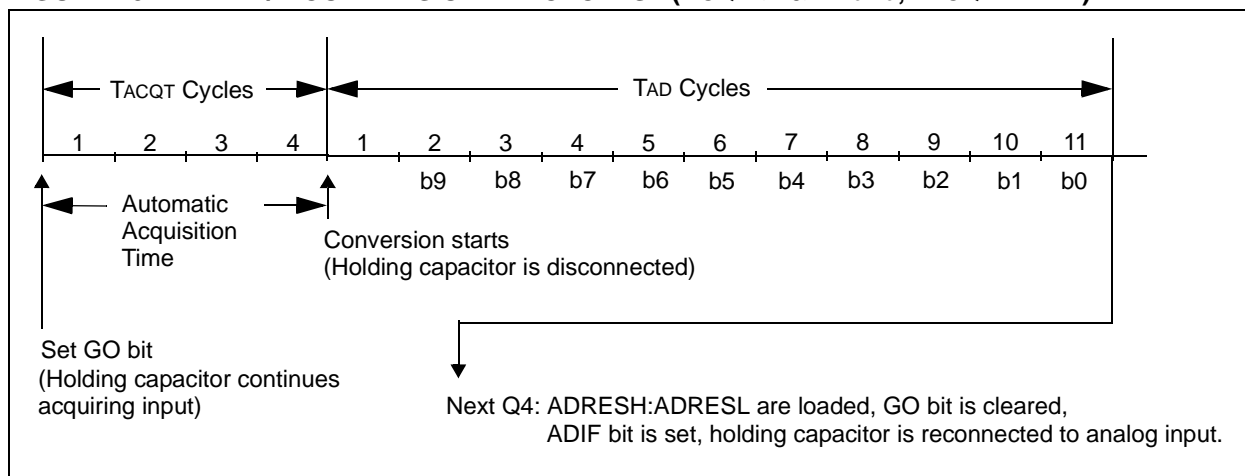 TACQT Cycles
TAD Cycles
1 2 3 4 1 2 3 4 5 6 7 8 9 10 11
b9 b8 b7 b6 b5 b4 b3 b2 b1 b0
Automatic
Acquisition
Time
Conversion starts
(Holding capacitor is disconnected)
Set GO bit
(Holding capacitor continues
acquiring input)
Next Q4: ADRESH:ADRESL are loaded, GO bit is cleared,
ADIF bit is set, holding capacitor is reconnected to analog input.